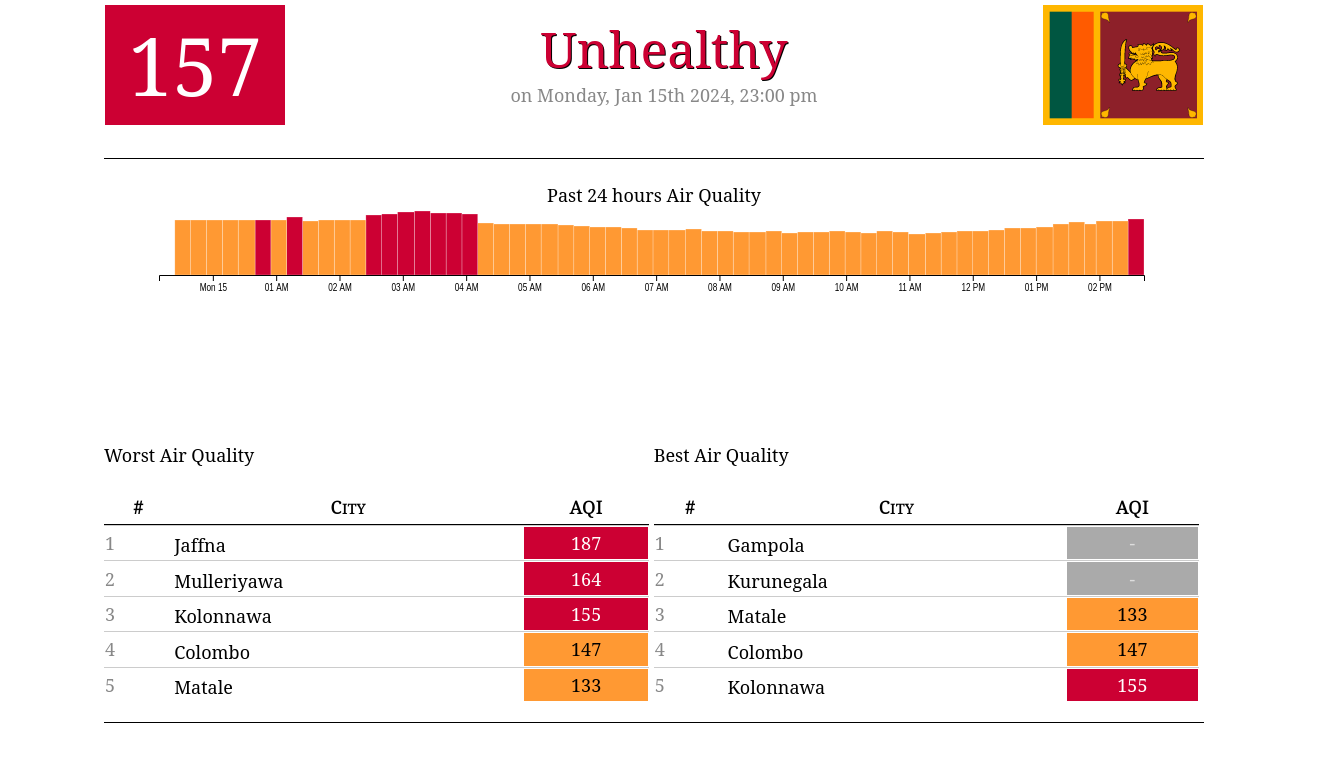 157
Unhealthy
on Monday, Jan 15th 2024, 23:00 pm
Past 24 hours Air Quality
Mon 15 01 AM 02 AM 03 AM 04 AM 05 AM 06 AM 07 AM 08 AM 09 AM 10 AM 11 AM 12 PM 01 PM 02 PM
Worst Air Quality
# City AQI
1 Jaffna 187
2 Mulleriyawa 164
3 Kolonnawa 155
4 Colombo 147
5 Matale 133
Best Air Quality
# City AQI
1 Gampola -
2 Kurunegala -
3 Matale 133
4 Colombo 147
5 Kolonnawa 155